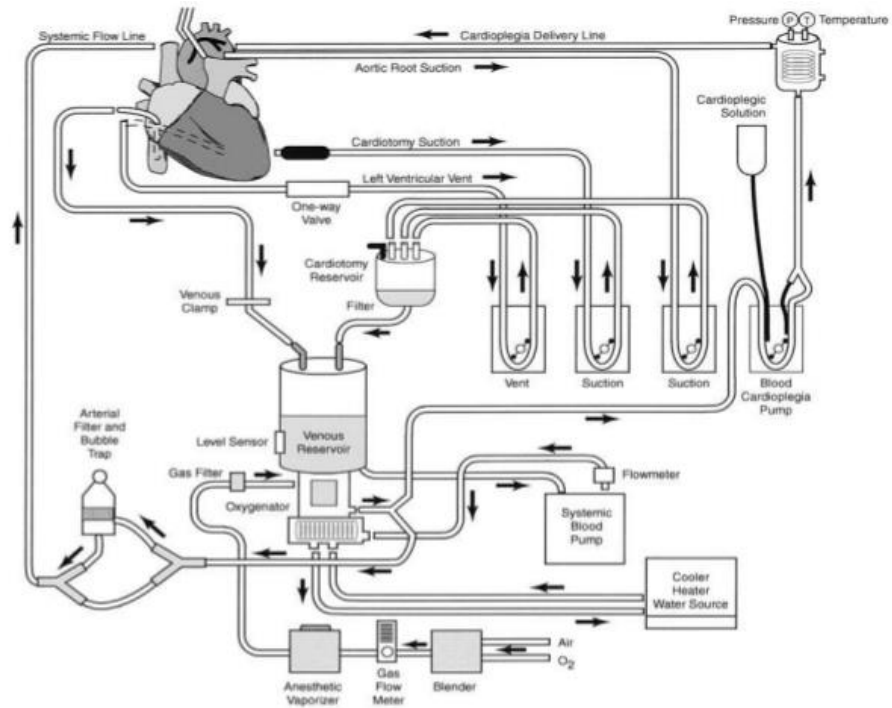 Pressure P T Temperature
Systemic Flow Line
Cardioplegia Delivery Line
Aortic Root Suction
Cardioplegic
Solution
Cardiotomy Suction
Left Ventricular Vent
One-way
Valve
Cardiotomy
Reservoir
Venous
Clamp
Filter
Vent
Suction
Suction
Blood
Cardioplegia
Pump
Arterial
Filter and
Bubble
Trap
Level Sensor
Venous
Reservoir
Gas Filter
Flowmeter
Oxygenator
Systemic
Blood
Pump
Cooler
Heater
Water Source
Air
O2
Anesthetic
Vaporizer
Gas
Flow
Meter
Blender